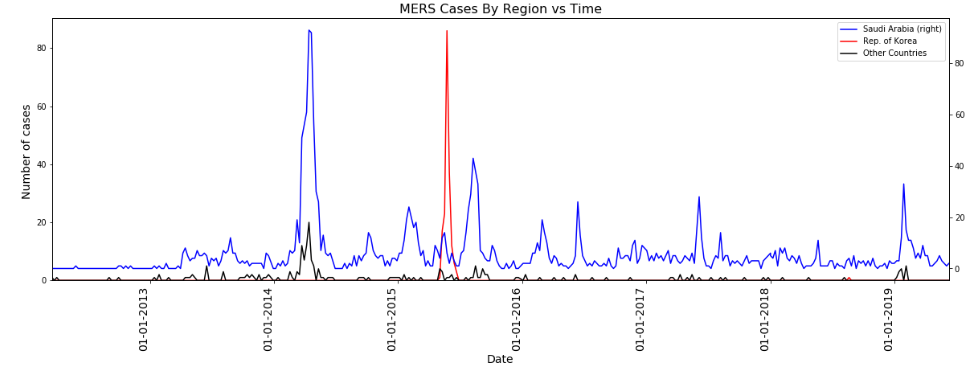 MERS Cases By Region vs Time
Saudi Arabia (right)
Rep. of Korea
Other Countries
Number of cases
80
60
40
20
0
80
60
40
20
0
01-01-2013
01-01-2014
01-01-2015
01-01-2016
01-01-2017
01-01-2018
01-01-2019
Date